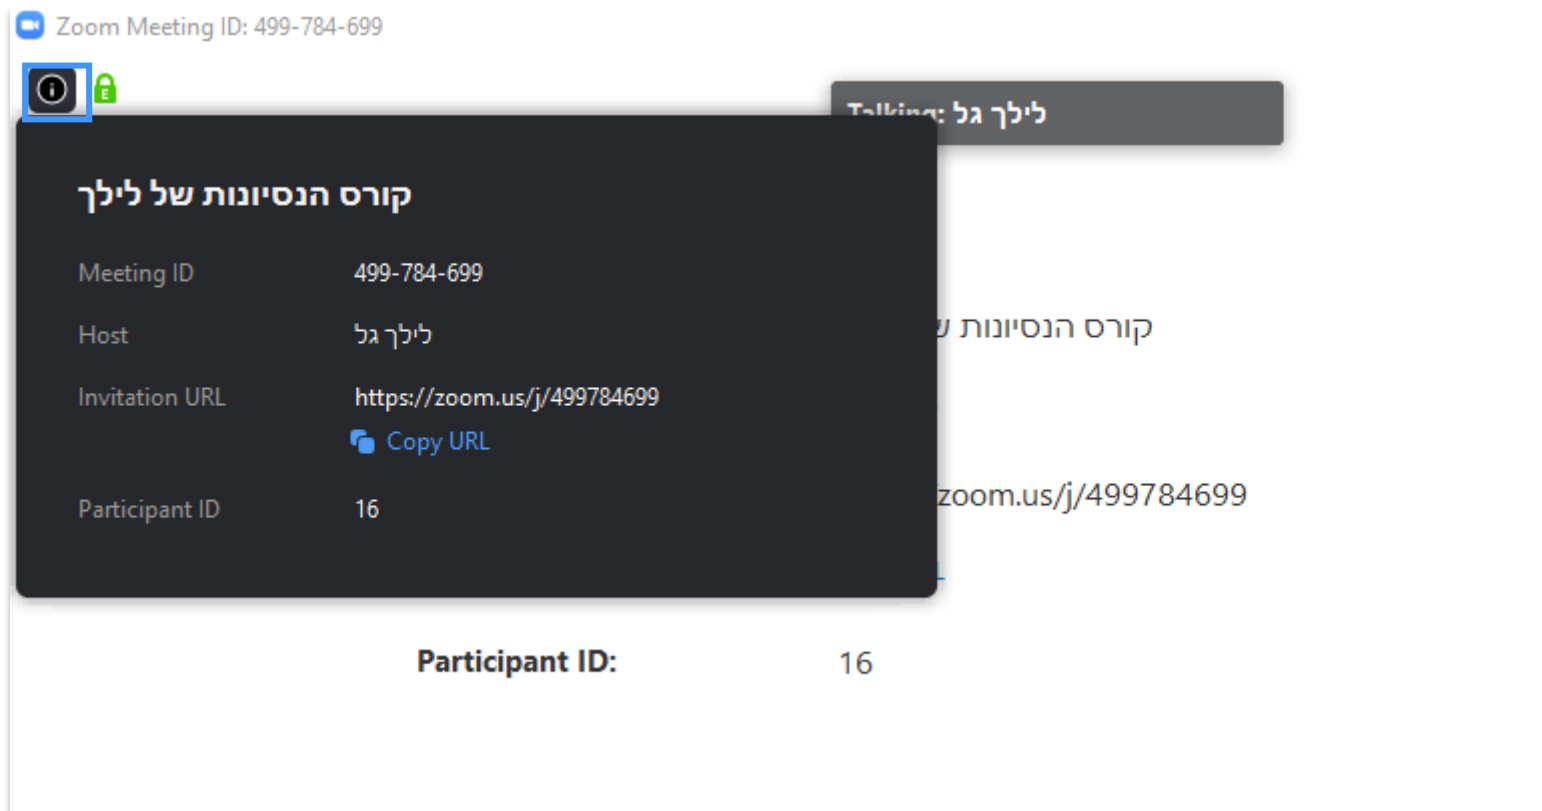 Zoom Meeting ID: 499-784-699
E
Talking: לילך גל
קורס הנסיונות של לילך
Meeting ID 499-784-699
Host לילך גל
Invitation URL https://zoom.us/j/499784699
Copy URL
Participant ID 16
קורס הנסיונות
zoom.us/j/499784699
Participant ID: 16